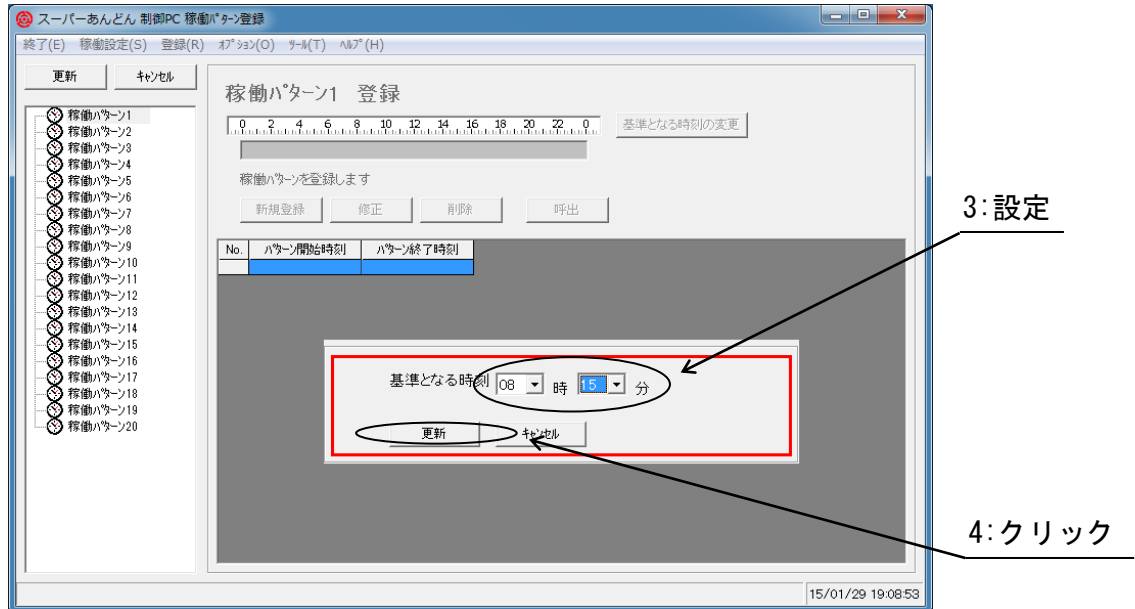 スーパーあんどん 制御PC 稼働ﾊﾟﾀｰﾝ登録
終了(E) 稼働設定(S) 登録(R) ｵﾌﾟｼｮﾝ(O) ﾂｰﾙ(T) ﾍﾙﾌﾟ(H)
更新 ｷｬﾝｾﾙ
稼働ﾊﾟﾀｰﾝ1
稼働ﾊﾟﾀｰﾝ2
稼働ﾊﾟﾀｰﾝ3
稼働ﾊﾟﾀｰﾝ4
稼働ﾊﾟﾀｰﾝ5
稼働ﾊﾟﾀｰﾝ6
稼働ﾊﾟﾀｰﾝ7
稼働ﾊﾟﾀｰﾝ8
稼働ﾊﾟﾀｰﾝ9
稼働ﾊﾟﾀｰﾝ10
稼働ﾊﾟﾀｰﾝ11
稼働ﾊﾟﾀｰﾝ12
稼働ﾊﾟﾀｰﾝ13
稼働ﾊﾟﾀｰﾝ14
稼働ﾊﾟﾀｰﾝ15
稼働ﾊﾟﾀｰﾝ16
稼働ﾊﾟﾀｰﾝ17
稼働ﾊﾟﾀｰﾝ18
稼働ﾊﾟﾀｰﾝ19
稼働ﾊﾟﾀｰﾝ20
稼働ﾊﾟﾀｰﾝ1 登録
0 2 4 6 8 10 12 14 16 18 20 22 0 基準となる時刻の変更
稼働ﾊﾟﾀｰﾝを登録します
新規登録 修正 削除 呼出
No. ﾊﾟﾀｰﾝ開始時刻 ﾊﾟﾀｰﾝ終了時刻
基準となる時刻 08 時 15 分
更新 ｷｬﾝｾﾙ
3:設定
4:クリック
15/01/29 19:08:53